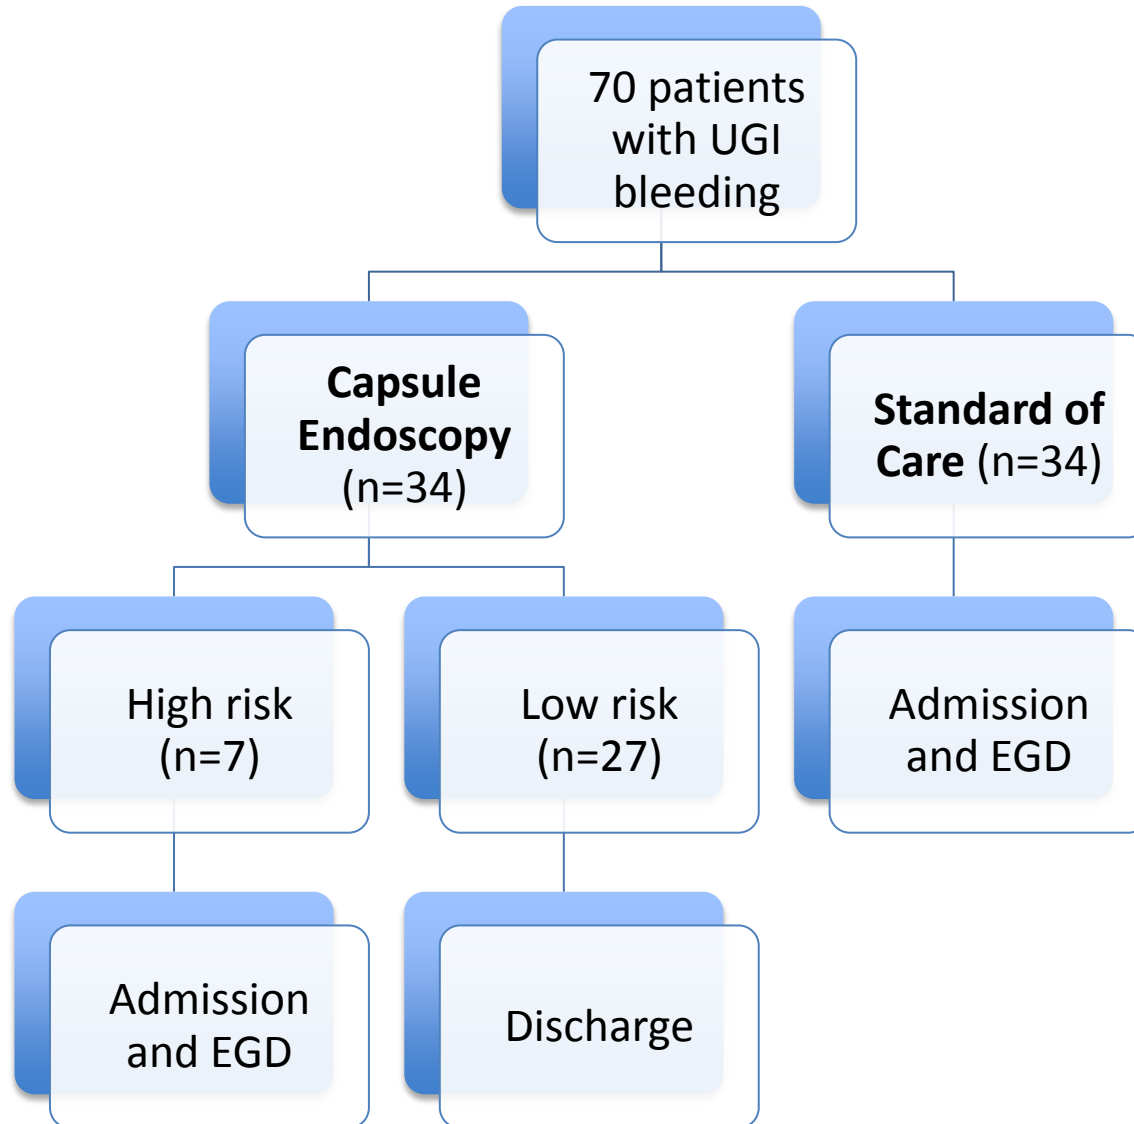 70 patients
with UGI
bleeding
Capsule
Endoscopy
(n=34)
Standard of
Care (n=34)
High risk
(n=7)
Low risk
(n=27)
Admission
and EGD
Admission
and EGD
Discharge